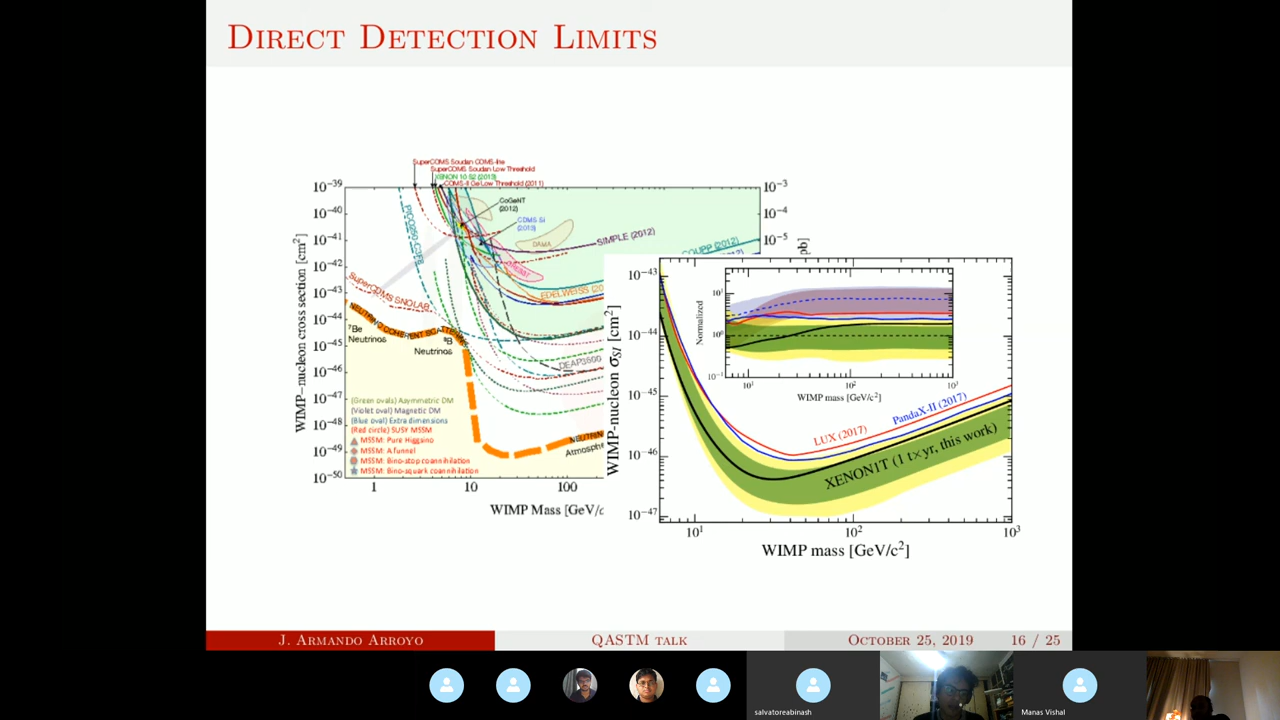 Direct Detection Limits
SuperCDMS Soudan CDMS-lite
SuperCDMS Soudan Low Threshold
XENON 10 S2 (2013)
CDMS-II Ge Low Threshold (2011)
CoGeNT
(2012)
CDMS Si
(2013)
DAMA
CRESST
SIMPLE (2012)
COUPP (2012)
EDELWEISS (20
PICO250-C3F8
SuperCDMS SNOLAB
NEUTRINO COHERENT SCATTERING
7Be
Neutrinos
8B
Neutrinos
DEAP3600
NEUTRIN
Atmosphe
(Green ovals) Asymmetric DM
(Violet oval) Magnetic DM
(Blue oval) Extra dimensions
(Red circle) SUSY MSSM
MSSM: Pure Higgsino
MSSM: A funnel
MSSM: Bino-stop coannihilation
MSSM: Bino-squark coannihilation
WIMP–nucleon cross section [cm2]
10−39
10−40
10−41
10−42
10−43
10−44
10−45
10−46
10−47
10−48
10−49
10−50
1 10 100
WIMP Mass [GeV/c
10−3
10−4
10−5
pb]
WIMP-nucleon σSI [cm2]
10−43
10−44
10−45
10−46
10−47
101 102 103
WIMP mass [GeV/c2]
Normalized
101
100
10−1
101 102 103
WIMP mass [GeV/c2]
LUX (2017)
PandaX-II (2017)
XENON1T (1 t×yr, this work)
J. Armando Arroyo QASTM talk October 25, 2019 16 / 25
salvatoreabinash
Manas Vishal